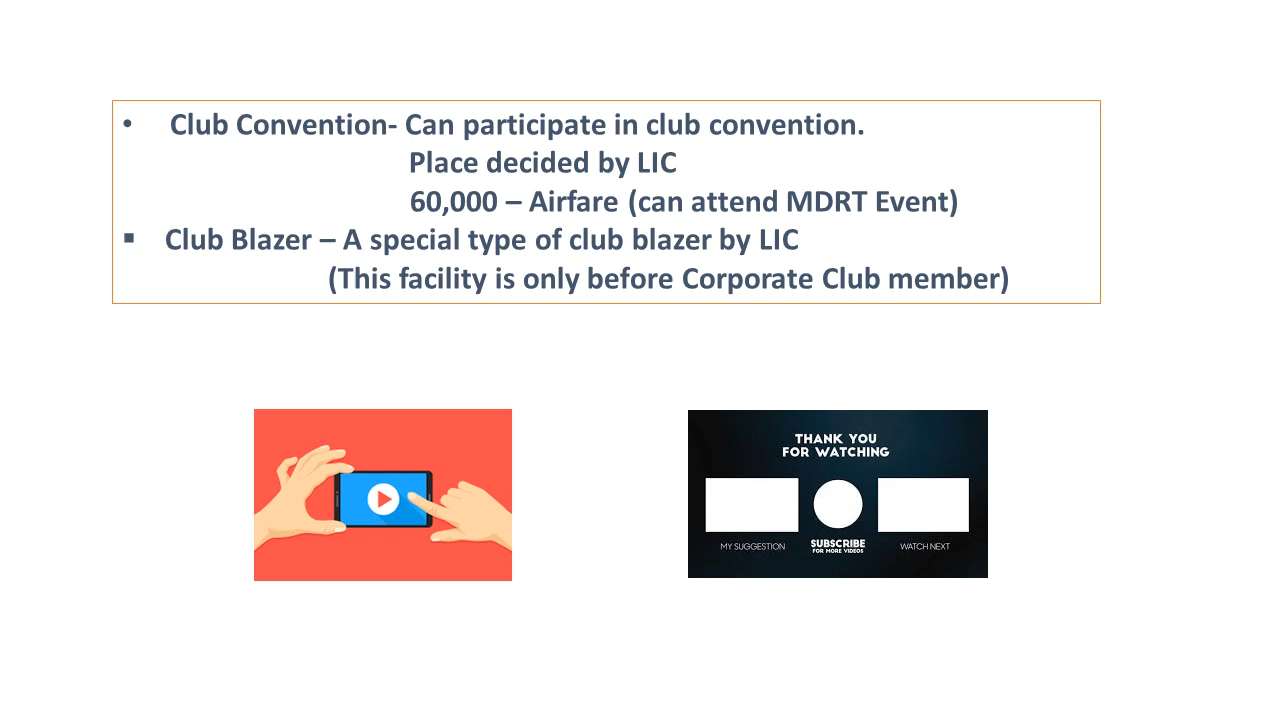 • Club Convention- Can participate in club convention.
Place decided by LIC
60,000 – Airfare (can attend MDRT Event)
▪ Club Blazer – A special type of club blazer by LIC
(This facility is only before Corporate Club member)
THANK YOU
FOR WATCHING
MY SUGGESTION
SUBSCRIBE
FOR MORE VIDEOS
WATCH NEXT